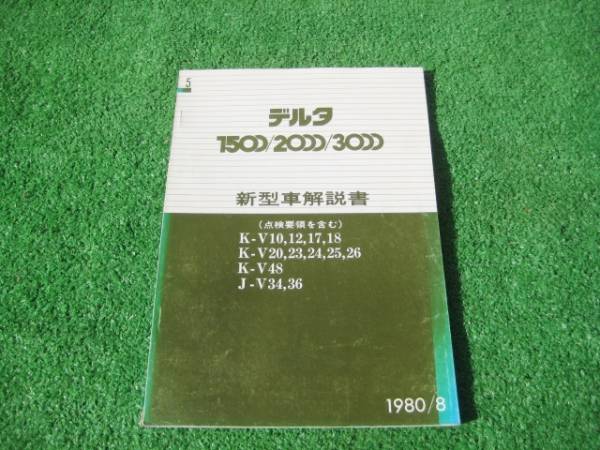 5
デルタ
1500/2000/3000
新型車解説書
(点検要領を含む)
K-V10,12,17,18
K-V20,23,24,25,26
K-V48
J-V34,36
1980/8